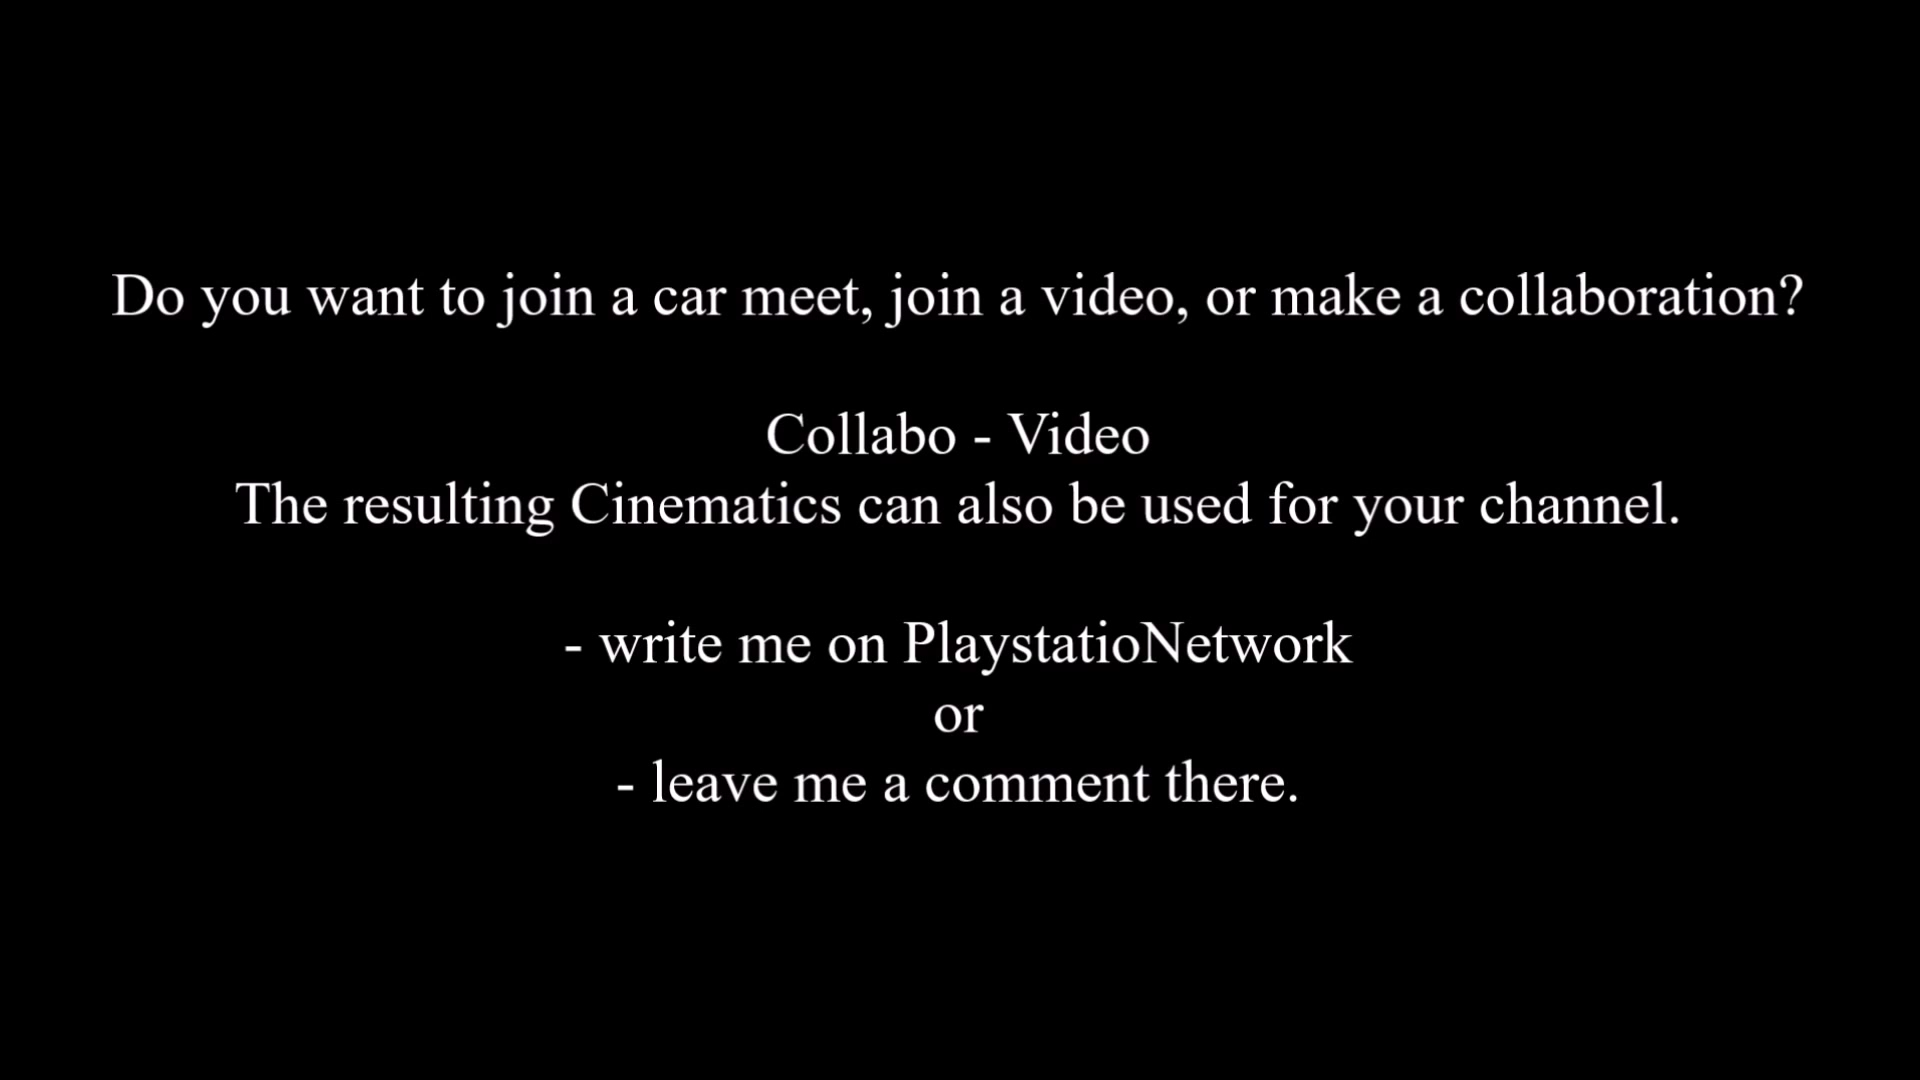 Do you want to join a car meet, join a video, or make a collaboration?
Collabo - Video
The resulting Cinematics can also be used for your channel.
- write me on PlaystatioNetwork
or
- leave me a comment there.